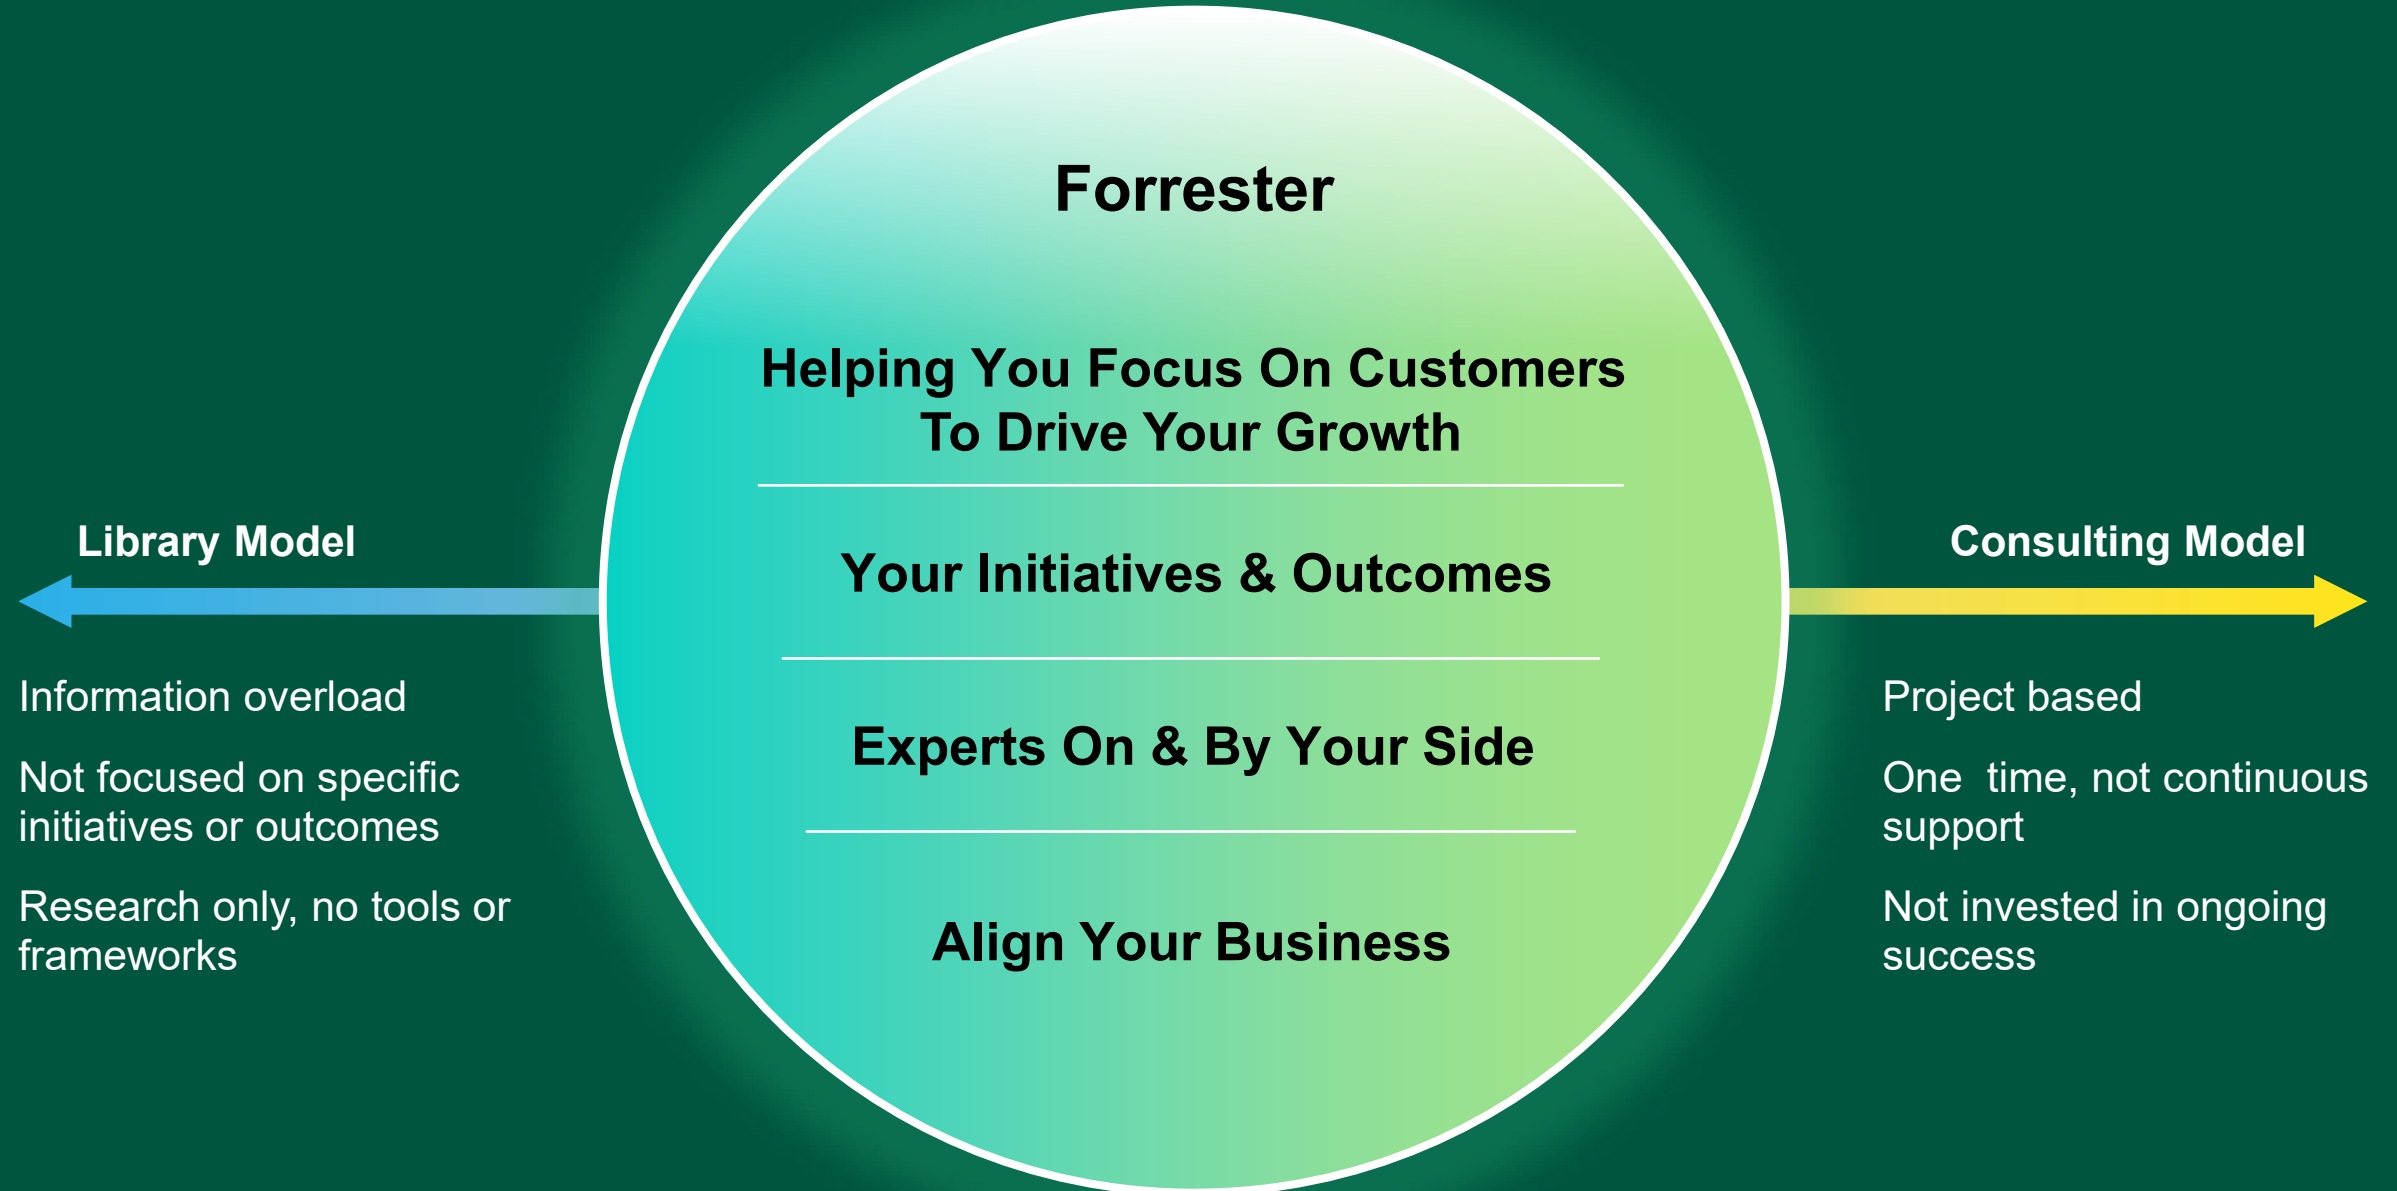 Forrester
Helping You Focus On Customers
To Drive Your Growth
Your Initiatives & Outcomes
Experts On & By Your Side
Align Your Business
Library Model
Information overload
Not focused on specific
initiatives or outcomes
Research only, no tools or
frameworks
Consulting Model
Project based
One  time, not continuous
support
Not invested in ongoing
success